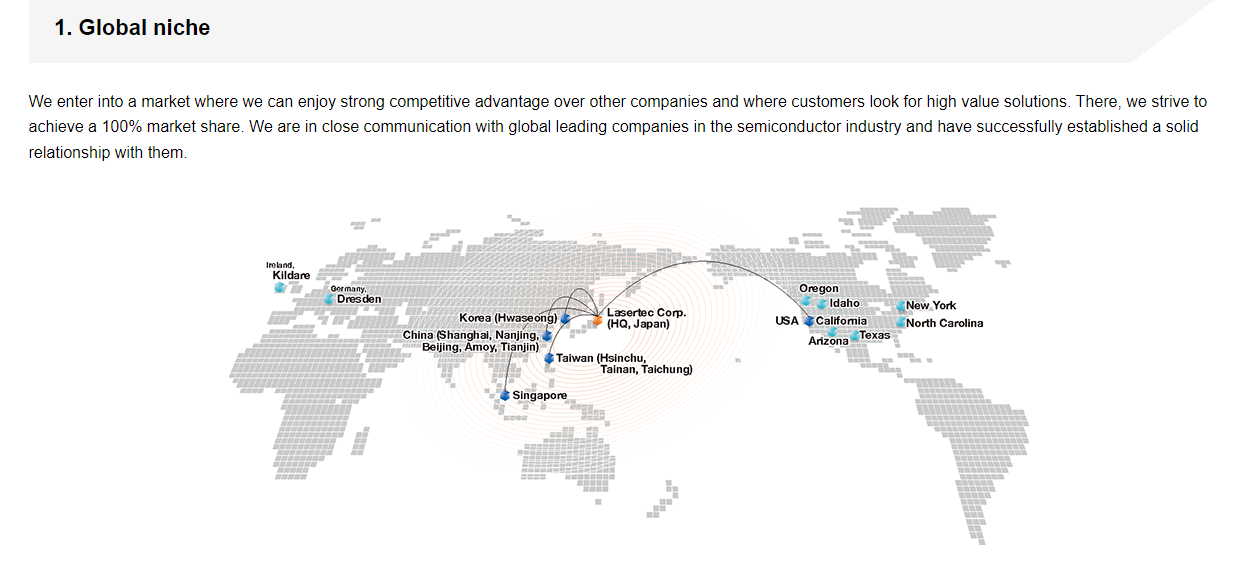 1. Global niche
We enter into a market where we can enjoy strong competitive advantage over other companies and where customers look for high value solutions. There, we strive to
achieve a 100% market share. We are in close communication with global leading companies in the semiconductor industry and have successfully established a solid
relationship with them.
Ireland,
Kildare
Germany,
Dresden
Korea (Hwaseong)
China (Shanghai, Nanjing,
Beijing, Amoy, Tianjin)
Lasertec Corp.
(HQ, Japan)
Taiwan (Hsinchu,
Tainan, Taichung)
Singapore
Oregon
Idaho
USA California
Arizona
Texas
New York
North Carolina